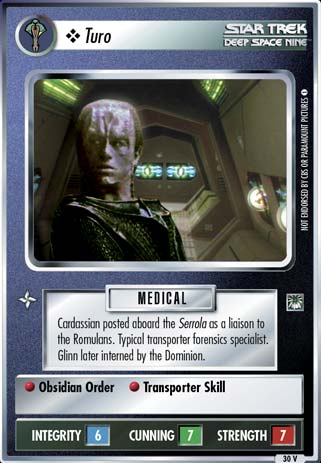 ❖ Turo
STAR TREK
DEEP SPACE NINE
NOT ENDORSED BY CBS OR PARAMOUNT PICTURES
MEDICAL
Cardassian posted aboard the Serrola as a liaison to
the Romulans. Typical transporter forensics specialist.
Glinn later interned by the Dominion.
Obsidian Order Transporter Skill
INTEGRITY 6 CUNNING 7 STRENGTH 7
30 V